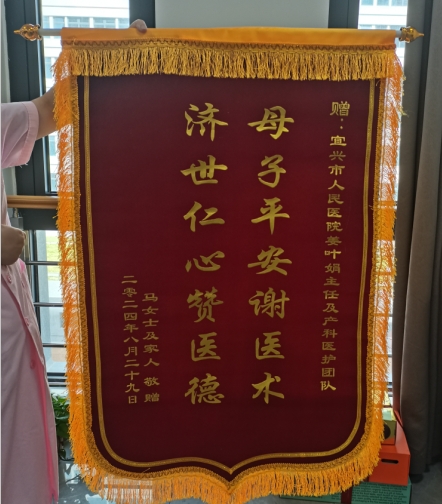 赠：宜兴市人民医院姜叶娟主任及产科医护团队
母子平安谢医术
济世仁心赞医德
马女士及家人 敬赠
二零二四年八月二十九日